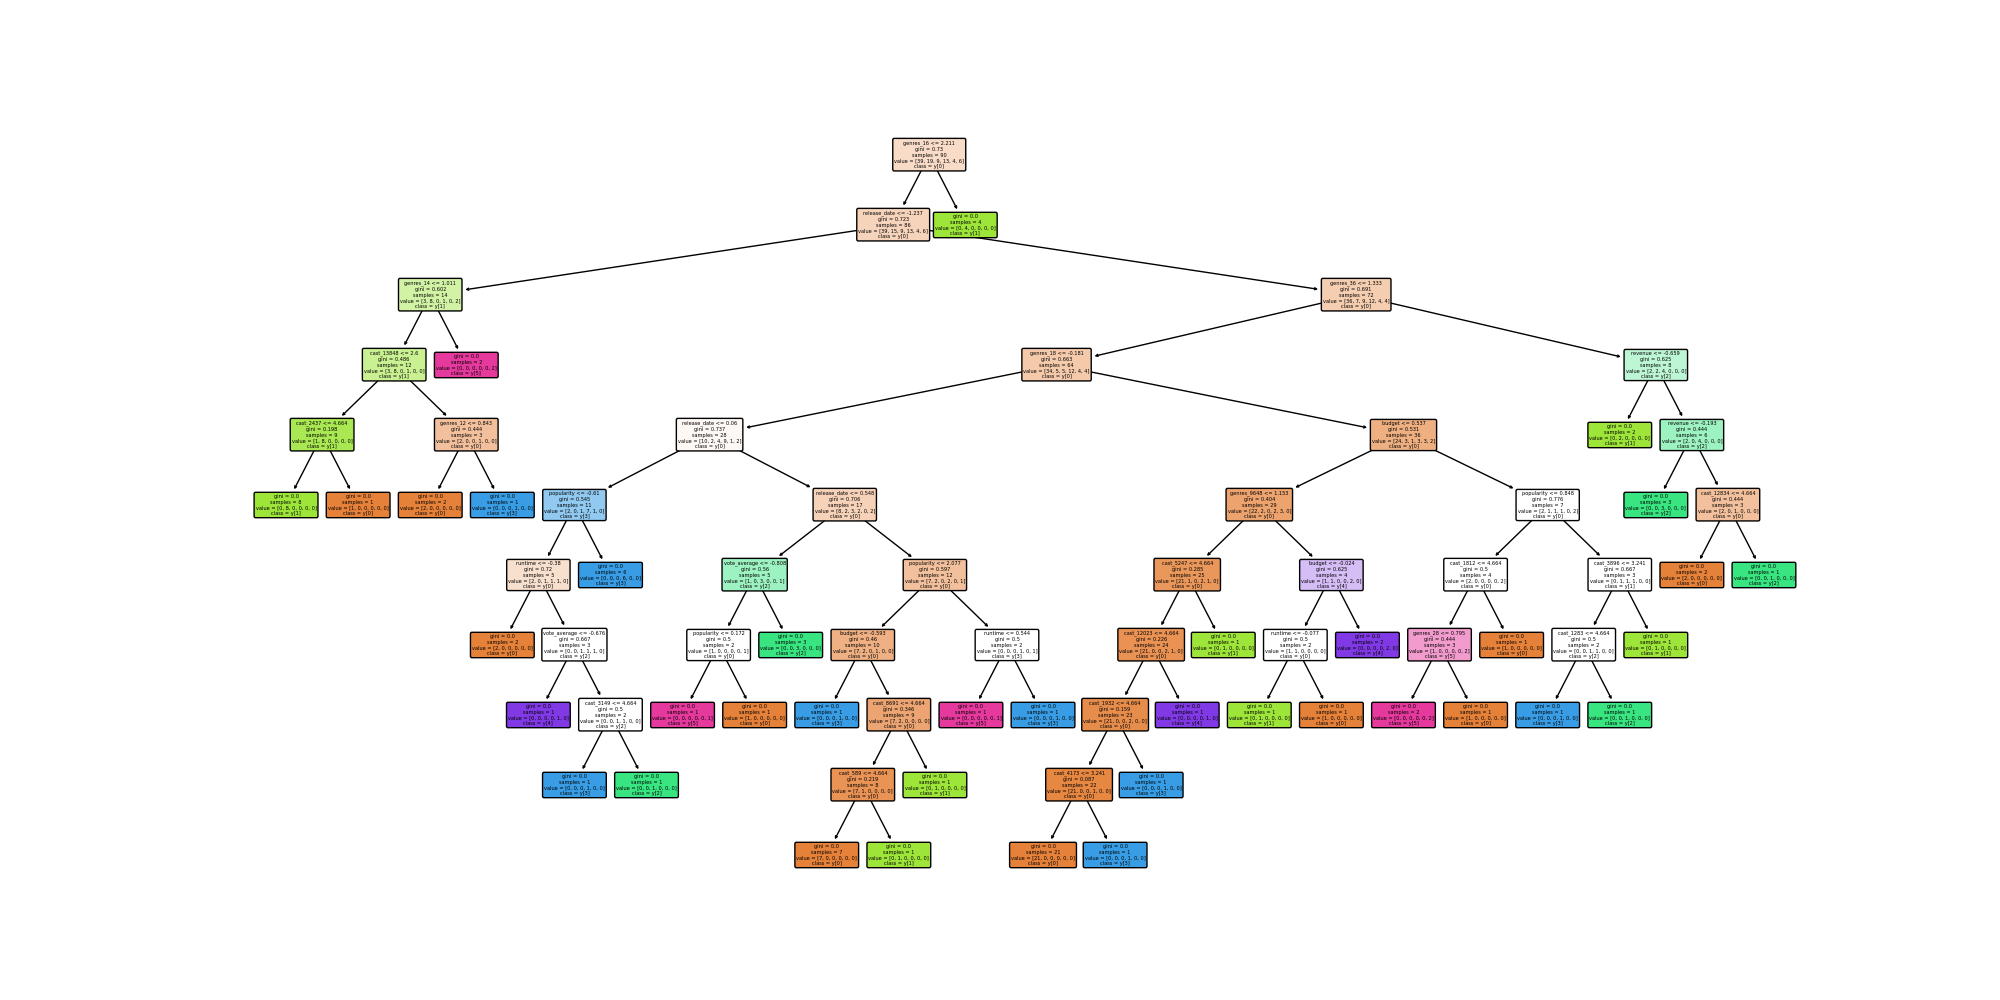 genres_16 <= 2.211
gini = 0.73
samples = 90
value = [39, 19, 9, 13, 4, 6]
class = y[0]
release_date <= -1.237
gini = 0.723
samples = 86
value = [39, 15, 9, 13, 4, 6]
class = y[0]
gini = 0.0
samples = 4
value = [0, 4, 0, 0, 0, 0]
class = y[1]
genres_14 <= 1.011
gini = 0.602
samples = 14
value = [3, 8, 0, 1, 0, 2]
class = y[1]
genres_36 <= 1.333
gini = 0.691
samples = 72
value = [36, 7, 9, 12, 4, 4]
class = y[0]
cast_13848 <= 2.6
gini = 0.486
samples = 12
value = [3, 8, 0, 1, 0, 0]
class = y[1]
gini = 0.0
samples = 2
value = [0, 0, 0, 0, 0, 2]
class = y[5]
genres_18 <= -0.181
gini = 0.663
samples = 64
value = [34, 5, 5, 12, 4, 4]
class = y[0]
revenue <= -0.659
gini = 0.625
samples = 8
value = [2, 2, 4, 0, 0, 0]
class = y[2]
cast_2437 <= 4.664
gini = 0.198
samples = 9
value = [1, 8, 0, 0, 0, 0]
class = y[1]
genres_12 <= 0.843
gini = 0.444
samples = 3
value = [2, 0, 0, 1, 0, 0]
class = y[0]
release_date <= 0.06
gini = 0.737
samples = 28
value = [10, 2, 4, 9, 1, 2]
class = y[0]
budget <= 0.537
gini = 0.531
samples = 36
value = [24, 3, 1, 3, 3, 2]
class = y[0]
gini = 0.0
samples = 2
value = [0, 2, 0, 0, 0, 0]
class = y[1]
revenue <= -0.193
gini = 0.444
samples = 6
value = [2, 0, 4, 0, 0, 0]
class = y[2]
gini = 0.0
samples = 8
value = [0, 8, 0, 0, 0, 0]
class = y[1]
gini = 0.0
samples = 1
value = [1, 0, 0, 0, 0, 0]
class = y[0]
gini = 0.0
samples = 2
value = [2, 0, 0, 0, 0, 0]
class = y[0]
gini = 0.0
samples = 1
value = [0, 0, 0, 1, 0, 0]
class = y[3]
popularity <= -0.61
gini = 0.545
samples = 11
value = [2, 0, 1, 7, 1, 0]
class = y[3]
release_date <= 0.548
gini = 0.706
samples = 17
value = [8, 2, 3, 2, 0, 2]
class = y[0]
genres_9648 <= 1.153
gini = 0.404
samples = 29
value = [22, 2, 0, 2, 3, 0]
class = y[0]
popularity <= 0.848
gini = 0.776
samples = 7
value = [2, 1, 1, 1, 0, 2]
class = y[0]
gini = 0.0
samples = 3
value = [0, 0, 3, 0, 0, 0]
class = y[2]
cast_12834 <= 4.664
gini = 0.444
samples = 3
value = [2, 0, 1, 0, 0, 0]
class = y[0]
runtime <= -0.38
gini = 0.72
samples = 5
value = [2, 0, 1, 1, 1, 0]
class = y[0]
gini = 0.0
samples = 6
value = [0, 0, 0, 6, 0, 0]
class = y[3]
vote_average <= -0.808
gini = 0.56
samples = 5
value = [1, 0, 3, 0, 0, 1]
class = y[2]
popularity <= 2.077
gini = 0.597
samples = 12
value = [7, 2, 0, 2, 0, 1]
class = y[0]
cast_5247 <= 4.664
gini = 0.285
samples = 25
value = [21, 1, 0, 2, 1, 0]
class = y[0]
budget <= -0.024
gini = 0.625
samples = 4
value = [1, 1, 0, 0, 2, 0]
class = y[4]
cast_1812 <= 4.664
gini = 0.5
samples = 4
value = [2, 0, 0, 0, 0, 2]
class = y[0]
cast_3896 <= 3.241
gini = 0.667
samples = 3
value = [0, 1, 1, 1, 0, 0]
class = y[1]
gini = 0.0
samples = 2
value = [2, 0, 0, 0, 0, 0]
class = y[0]
gini = 0.0
samples = 1
value = [0, 0, 1, 0, 0, 0]
class = y[2]
gini = 0.0
samples = 2
value = [2, 0, 0, 0, 0, 0]
class = y[0]
vote_average <= -0.676
gini = 0.667
samples = 3
value = [0, 0, 1, 1, 1, 0]
class = y[2]
popularity <= 0.172
gini = 0.5
samples = 2
value = [1, 0, 0, 0, 0, 1]
class = y[0]
gini = 0.0
samples = 3
value = [0, 0, 3, 0, 0, 0]
class = y[2]
budget <= -0.593
gini = 0.46
samples = 10
value = [7, 2, 0, 1, 0, 0]
class = y[0]
runtime <= 0.544
gini = 0.5
samples = 2
value = [0, 0, 0, 1, 0, 1]
class = y[3]
cast_12023 <= 4.664
gini = 0.226
samples = 24
value = [21, 0, 0, 2, 1, 0]
class = y[0]
gini = 0.0
samples = 1
value = [0, 1, 0, 0, 0, 0]
class = y[1]
runtime <= -0.077
gini = 0.5
samples = 2
value = [1, 1, 0, 0, 0, 0]
class = y[0]
gini = 0.0
samples = 2
value = [0, 0, 0, 0, 2, 0]
class = y[4]
genres_28 <= 0.795
gini = 0.444
samples = 3
value = [1, 0, 0, 0, 0, 2]
class = y[5]
gini = 0.0
samples = 1
value = [1, 0, 0, 0, 0, 0]
class = y[0]
cast_1283 <= 4.664
gini = 0.5
samples = 2
value = [0, 0, 1, 1, 0, 0]
class = y[2]
gini = 0.0
samples = 1
value = [0, 1, 0, 0, 0, 0]
class = y[1]
gini = 0.0
samples = 1
value = [0, 0, 0, 0, 1, 0]
class = y[4]
cast_3149 <= 4.664
gini = 0.5
samples = 2
value = [0, 0, 1, 1, 0, 0]
class = y[2]
gini = 0.0
samples = 1
value = [0, 0, 0, 0, 0, 1]
class = y[5]
gini = 0.0
samples = 1
value = [1, 0, 0, 0, 0, 0]
class = y[0]
gini = 0.0
samples = 1
value = [0, 0, 0, 1, 0, 0]
class = y[3]
cast_8691 <= 4.664
gini = 0.346
samples = 9
value = [7, 2, 0, 0, 0, 0]
class = y[0]
gini = 0.0
samples = 1
value = [0, 0, 0, 0, 0, 1]
class = y[5]
gini = 0.0
samples = 1
value = [0, 0, 0, 1, 0, 0]
class = y[3]
cast_1932 <= 4.664
gini = 0.159
samples = 23
value = [21, 0, 0, 2, 0, 0]
class = y[0]
gini = 0.0
samples = 1
value = [0, 0, 0, 0, 1, 0]
class = y[4]
gini = 0.0
samples = 1
value = [0, 1, 0, 0, 0, 0]
class = y[1]
gini = 0.0
samples = 1
value = [1, 0, 0, 0, 0, 0]
class = y[0]
gini = 0.0
samples = 2
value = [0, 0, 0, 0, 0, 2]
class = y[5]
gini = 0.0
samples = 1
value = [1, 0, 0, 0, 0, 0]
class = y[0]
gini = 0.0
samples = 1
value = [0, 0, 0, 1, 0, 0]
class = y[3]
gini = 0.0
samples = 1
value = [0, 0, 1, 0, 0, 0]
class = y[2]
gini = 0.0
samples = 1
value = [0, 0, 0, 1, 0, 0]
class = y[3]
gini = 0.0
samples = 1
value = [0, 0, 1, 0, 0, 0]
class = y[2]
cast_589 <= 4.664
gini = 0.219
samples = 8
value = [7, 1, 0, 0, 0, 0]
class = y[0]
gini = 0.0
samples = 1
value = [0, 1, 0, 0, 0, 0]
class = y[1]
cast_4173 <= 3.241
gini = 0.087
samples = 22
value = [21, 0, 0, 1, 0, 0]
class = y[0]
gini = 0.0
samples = 1
value = [0, 0, 0, 1, 0, 0]
class = y[3]
gini = 0.0
samples = 7
value = [7, 0, 0, 0, 0, 0]
class = y[0]
gini = 0.0
samples = 1
value = [0, 1, 0, 0, 0, 0]
class = y[1]
gini = 0.0
samples = 21
value = [21, 0, 0, 0, 0, 0]
class = y[0]
gini = 0.0
samples = 1
value = [0, 0, 0, 1, 0, 0]
class = y[3]